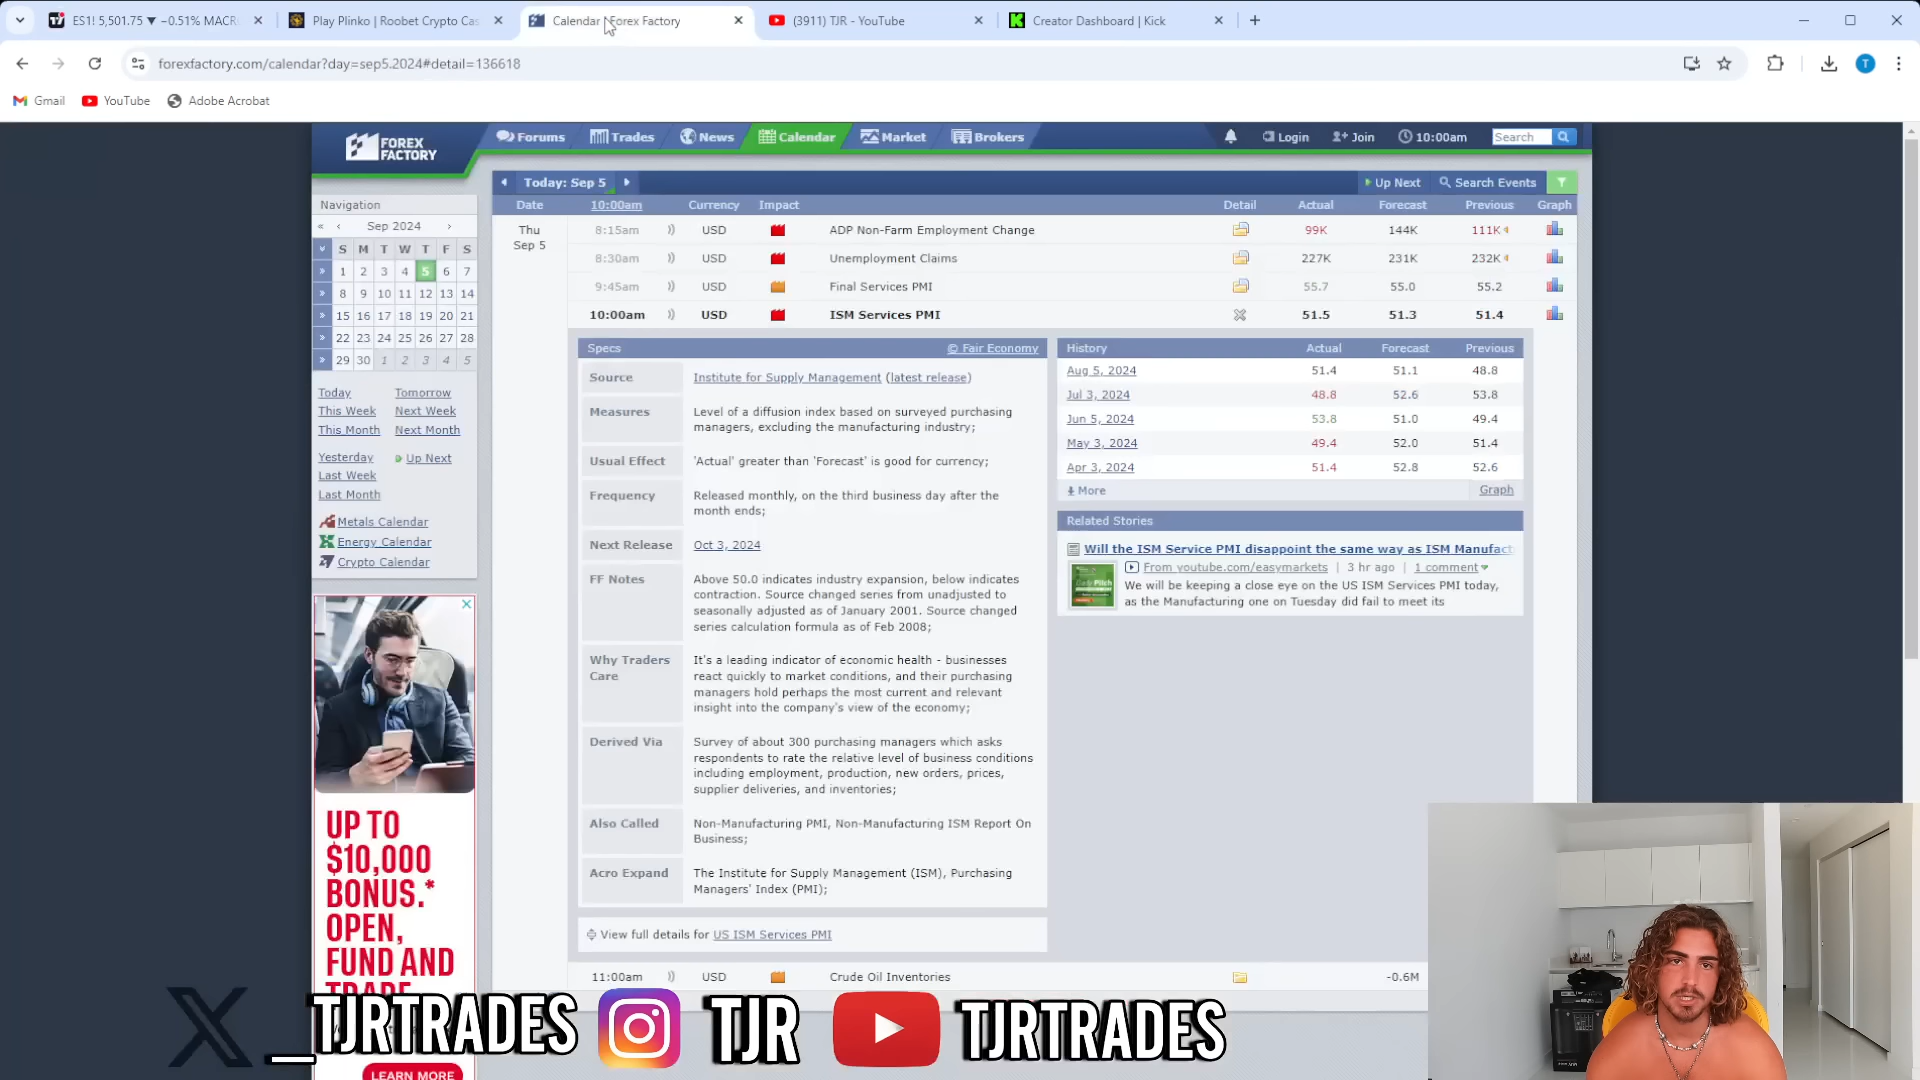 ES1! 5,501.75 ▼ −0.51% MACR
Play Plinko | Roobet Crypto Cas
Calendar | Forex Factory
(3911) TJR - YouTube
Creator Dashboard | Kick
forexfactory.com/calendar?day=sep5.2024#detail=136618
T
Gmail
YouTube
Adobe Acrobat
FOREX
FACTORY
Forums
Trades
News
Calendar
Market
Brokers
Login
Join
10:00am
Search
Navigation
Sep 2024
S M T W T F S
1 2 3 4 5 6 7
8 9 10 11 12 13 14
15 16 17 18 19 20 21
22 23 24 25 26 27 28
29 30 1 2 3 4 5
Today Tomorrow
This Week Next Week
This Month Next Month
Yesterday Up Next
Last Week
Last Month
Metals Calendar
Energy Calendar
Crypto Calendar
UP TO
$10,000
BONUS.*
OPEN,
FUND AND
LEARN MORE
Today: Sep 5
Up Next
Search Events
Date 10:00am Currency Impact Detail Actual Forecast Previous Graph
Thu
Sep 5
8:15am USD ADP Non-Farm Employment Change 99K 144K 111K
8:30am USD Unemployment Claims 227K 231K 232K
9:45am USD Final Services PMI 55.7 55.0 55.2
10:00am USD ISM Services PMI 51.5 51.3 51.4
Specs © Fair Economy
Source Institute for Supply Management (latest release)
Measures Level of a diffusion index based on surveyed purchasing
managers, excluding the manufacturing industry;
Usual Effect 'Actual' greater than 'Forecast' is good for currency;
Frequency Released monthly, on the third business day after the
month ends;
Next Release Oct 3, 2024
FF Notes Above 50.0 indicates industry expansion, below indicates
contraction. Source changed series from unadjusted to
seasonally adjusted as of January 2001. Source changed
series calculation formula as of Feb 2008;
Why Traders Care It's a leading indicator of economic health - businesses
react quickly to market conditions, and their purchasing
managers hold perhaps the most current and relevant
insight into the company's view of the economy;
Derived Via Survey of about 300 purchasing managers which asks
respondents to rate the relative level of business conditions
including employment, production, new orders, prices,
supplier deliveries, and inventories;
Also Called Non-Manufacturing PMI, Non-Manufacturing ISM Report On
Business;
Acro Expand The Institute for Supply Management (ISM), Purchasing
Managers' Index (PMI);
View full details for US ISM Services PMI
History Actual Forecast Previous
Aug 5, 2024 51.4 51.1 48.8
Jul 3, 2024 48.8 52.6 53.8
Jun 5, 2024 53.8 51.0 49.4
May 3, 2024 49.4 52.0 51.4
Apr 3, 2024 51.4 52.8 52.6
More Graph
Related Stories
Will the ISM Service PMI disappoint the same way as ISM Manufact
From youtube.com/easymarkets | 3 hr ago | 1 comment
We will be keeping a close eye on the US ISM Services PMI today,
as the Manufacturing one on Tuesday did fail to meet its
11:00am USD Crude Oil Inventories -0.6M
X _TJRTRADES TJR TJRTRADES